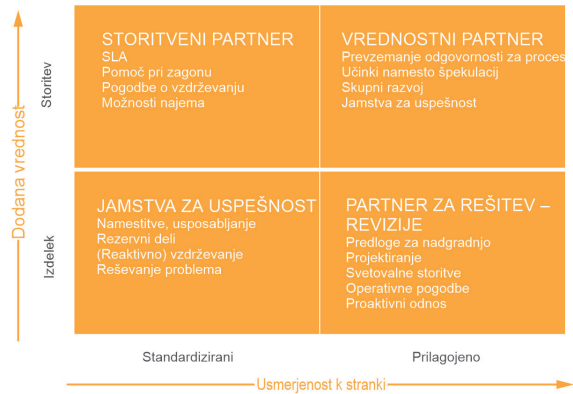 STORITVENI PARTNER
SLA
Pomoč pri zagonu
Pogodbe o vzdrževanju
Možnosti najema
VREDNOSTNI PARTNER
Prevzemanje odgovornosti za proces
Učinki namesto špekulacij
Skupni razvoj
Jamstva za uspešnost
JAMSTVA ZA USPEŠNOST
Namestitve, usposabljanje
Rezervni deli
(Reaktivno) vzdrževanje
Reševanje problema
PARTNER ZA REŠITEV –
REVIZIJE
Predloge za nadgradnjo
Projektiranje
Svetovalne storitve
Operativne pogodbe
Proaktivni odnos
Dodana vrednost
Storitev
Izdelek
Standardizirani
Prilagojeno
Usmerjenost k stranki